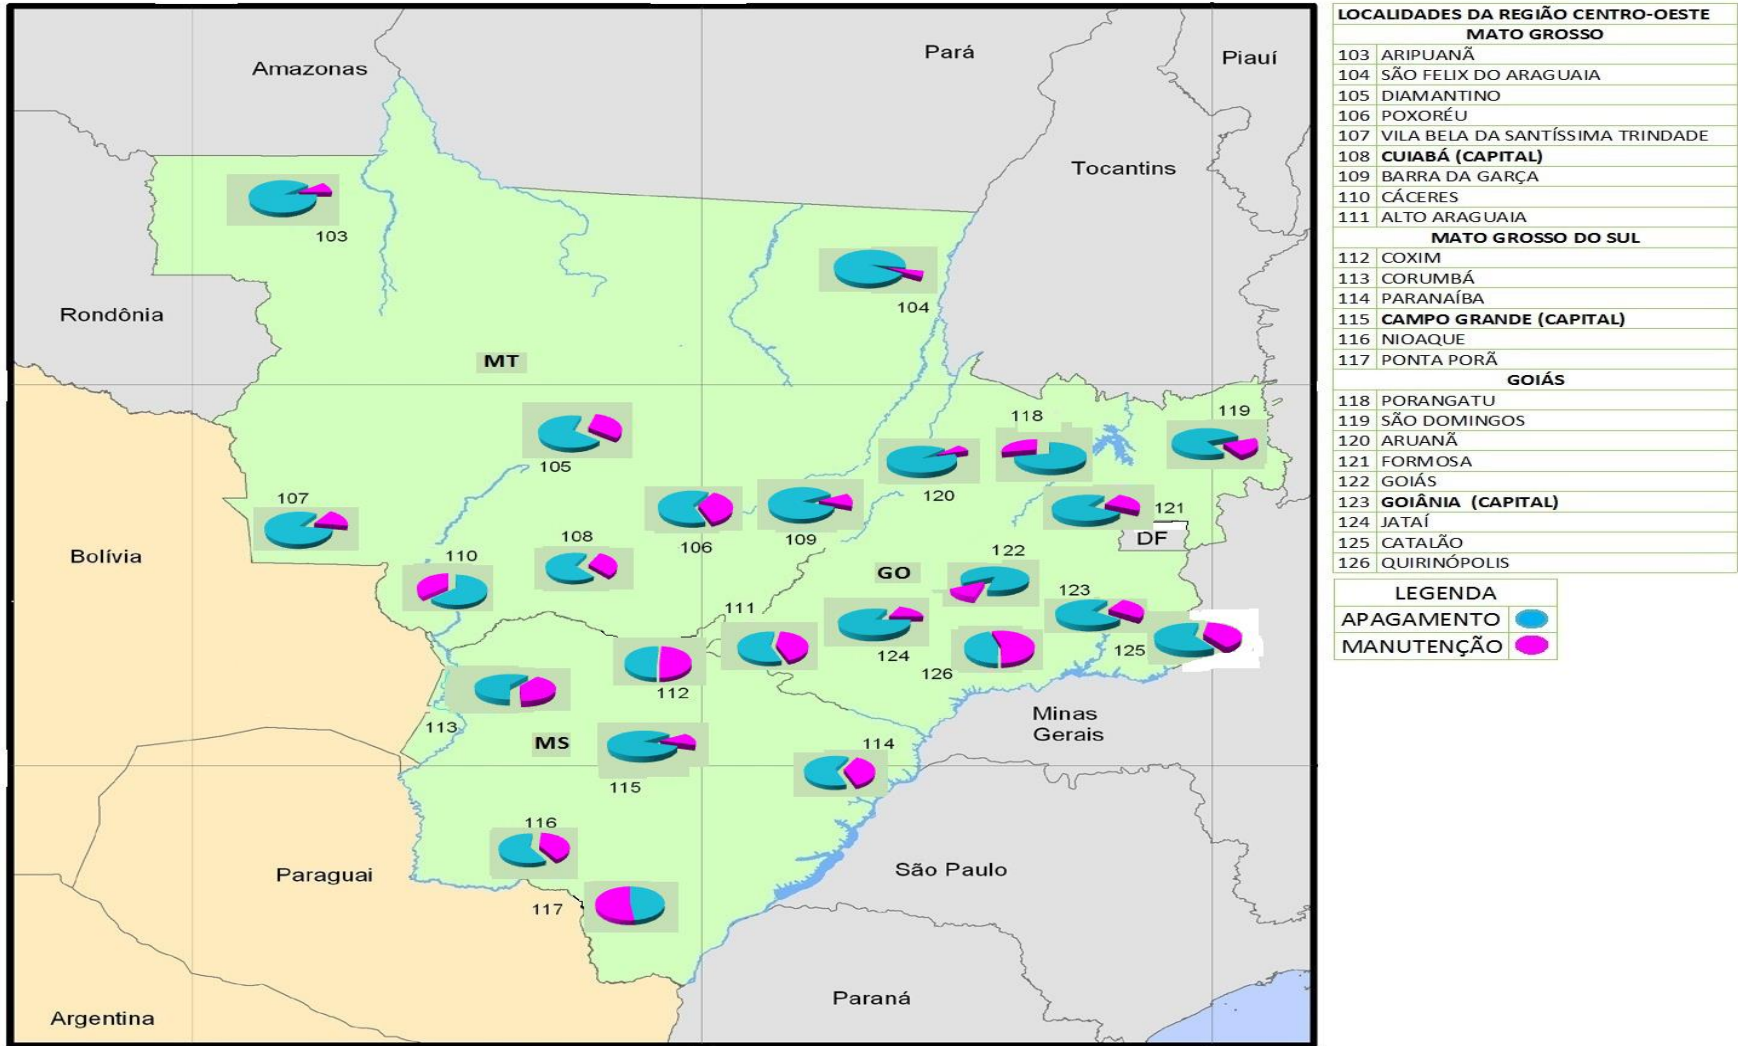 Amazonas
Pará
Piauí
Tocantins
103
104
Rondônia
MT
118
119
105
120
107
106
109
121
108
DF
Bolívia
110
122
GO
123
111
124
125
126
112
Minas
Gerais
113
MS
114
115
116
Paraguai
São Paulo
117
Paraná
Argentina
LOCALIDADES DA REGIÃO CENTRO-OESTE
MATO GROSSO
103 ARIPUANÃ
104 SÃO FELIX DO ARAGUAIA
105 DIAMANTINO
106 POXORÉU
107 VILA BELA DA SANTÍSSIMA TRINDADE
108 CUIABÁ (CAPITAL)
109 BARRA DA GARÇA
110 CÁCERES
111 ALTO ARAGUAIA
MATO GROSSO DO SUL
112 COXIM
113 CORUMBÁ
114 PARANAÍBA
115 CAMPO GRANDE (CAPITAL)
116 NIOAQUE
117 PONTA PORÃ
GOIÁS
118 PORANGATU
119 SÃO DOMINGOS
120 ARUANÃ
121 FORMOSA
122 GOIÁS
123 GOIÂNIA (CAPITAL)
124 JATAÍ
125 CATALÃO
126 QUIRINÓPOLIS
LEGENDA
APAGAMENTO
MANUTENÇÃO